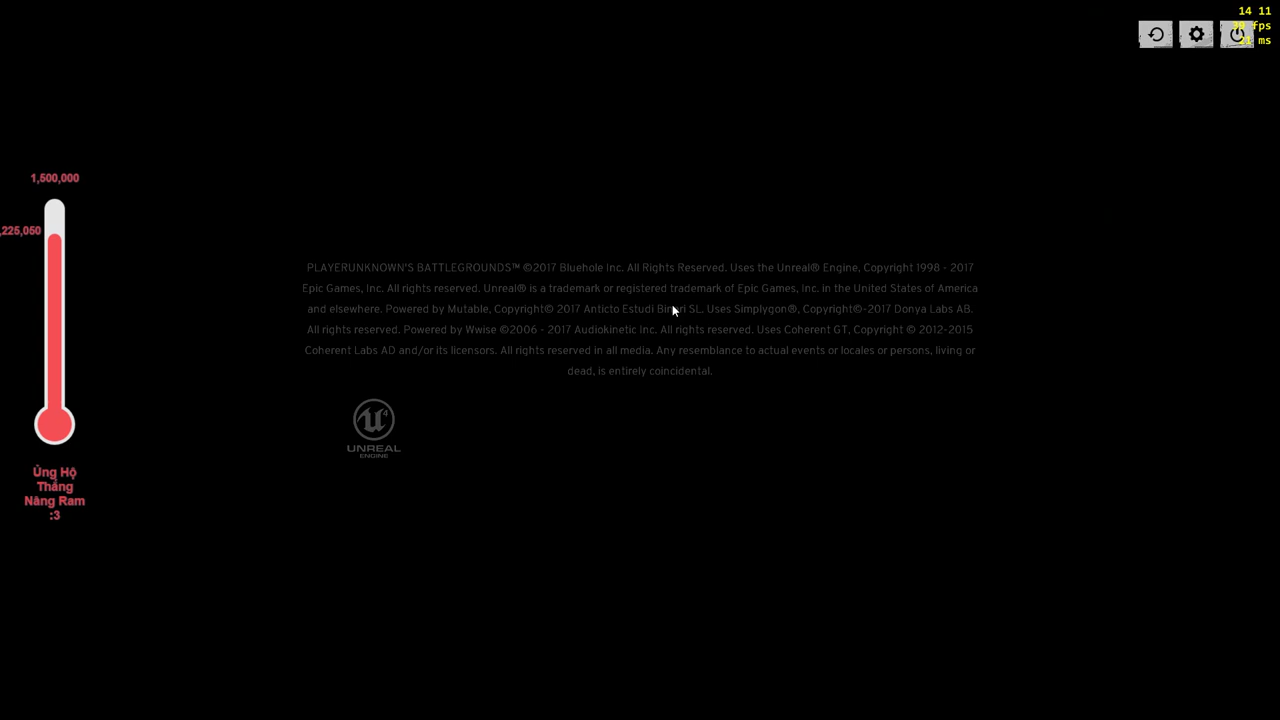 14 11
fps
ms
1,500,000
,225,050
PLAYERUNKNOWN'S BATTLEGROUNDS™ ©2017 Bluehole Inc. All Rights Reserved. Uses the Unreal® Engine, Copyright 1998 - 2017
Epic Games, Inc. All rights reserved. Unreal® is a trademark or registered trademark of Epic Games, Inc. in the United States of America
and elsewhere. Powered by Mutable, Copyright© 2017 Anticto Estudi Binari SL. Uses Simplygon®, Copyright©-2017 Donya Labs AB.
All rights reserved. Powered by Wwise ©2006 - 2017 Audiokinetic Inc. All rights reserved. Uses Coherent GT, Copyright © 2012-2015
Coherent Labs AD and/or its licensors. All rights reserved in all media. Any resemblance to actual events or locales or persons, living or
dead, is entirely coincidental.
UNREAL
ENGINE
Ủng Hộ
Thắng
Nâng Ram
:3